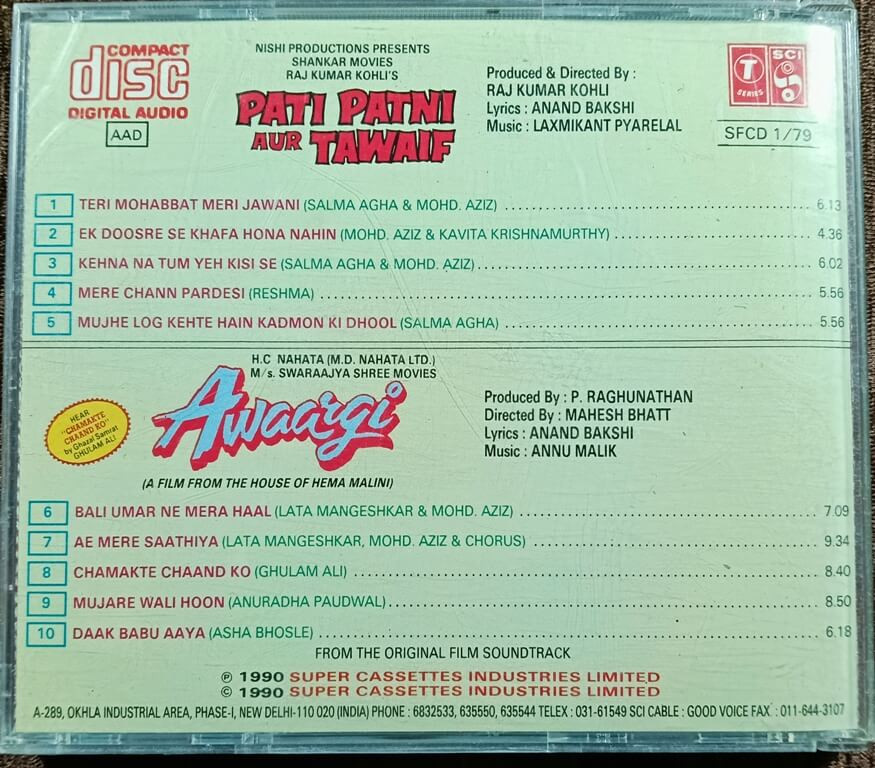 COMPACT
disc
DIGITAL AUDIO
AAD
NISHI PRODUCTIONS PRESENTS
SHANKAR MOVIES
RAJ KUMAR KOHLI'S
PATI PATNI
AUR TAWAIF
Produced & Directed By :
RAJ KUMAR KOHLI
Lyrics : ANAND BAKSHI
Music : LAXMIKANT PYARELAL
T SERIES
SCI
SFCD 1/79
1 TERI MOHABBAT MERI JAWANI (SALMA AGHA & MOHD. AZIZ) 6.13
2 EK DOOSRE SE KHAFA HONA NAHIN (MOHD. AZIZ & KAVITA KRISHNAMURTHY) 4.36
3 KEHNA NA TUM YEH KISI SE (SALMA AGHA & MOHD. AZIZ) 6.02
4 MERE CHANN PARDESI (RESHMA) 5.56
5 MUJHE LOG KEHTE HAIN KADMON KI DHOOL (SALMA AGHA) 5.56
H.C NAHATA (M.D. NAHATA LTD.)
M/s. SWARAAJYA SHREE MOVIES
HEAR
"CHAMAKTE
CHAAND KO"
by Ghazal Samrat
GHULAM ALI
Awaargi
(A FILM FROM THE HOUSE OF HEMA MALINI)
Produced By : P. RAGHUNATHAN
Directed By : MAHESH BHATT
Lyrics : ANAND BAKSHI
Music : ANNU MALIK
6 BALI UMAR NE MERA HAAL (LATA MANGESHKAR & MOHD. AZIZ) 7.09
7 AE MERE SAATHIYA (LATA MANGESHKAR, MOHD. AZIZ & CHORUS) 9.34
8 CHAMAKTE CHAAND KO (GHULAM ALI) 8.40
9 MUJARE WALI HOON (ANURADHA PAUDWAL) 8.50
10 DAAK BABU AAYA (ASHA BHOSLE) 6.18
FROM THE ORIGINAL FILM SOUNDTRACK
℗ 1990 SUPER CASSETTES INDUSTRIES LIMITED
© 1990 SUPER CASSETTES INDUSTRIES LIMITED
A-289, OKHLA INDUSTRIAL AREA, PHASE-I, NEW DELHI-110 020 (INDIA) PHONE : 6832533, 635550, 635544 TELEX : 031-61549 SCI CABLE : GOOD VOICE FAX : 011-644-3107